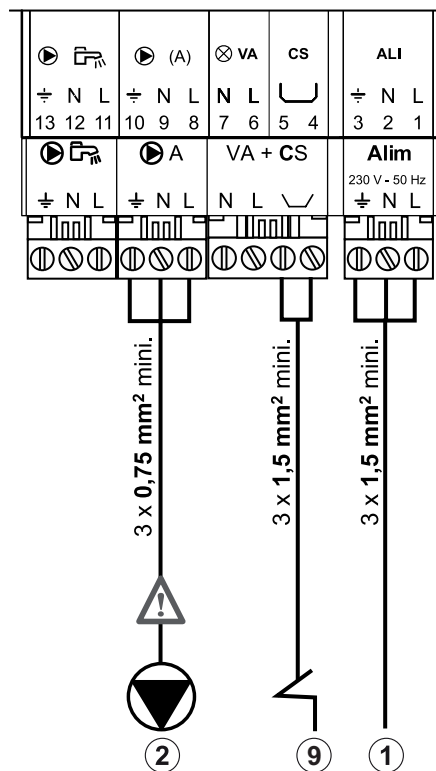 (A) VA CS ALI
N L N L N L N L
13 12 11 10 9 8 7 6 5 4 3 2 1
A VA + CS Alim
230 V - 50 Hz
N L N L N L N L
3 x 0,75 mm² mini.
3 x 1,5 mm² mini.
3 x 1,5 mm² mini.
!
2 9 1